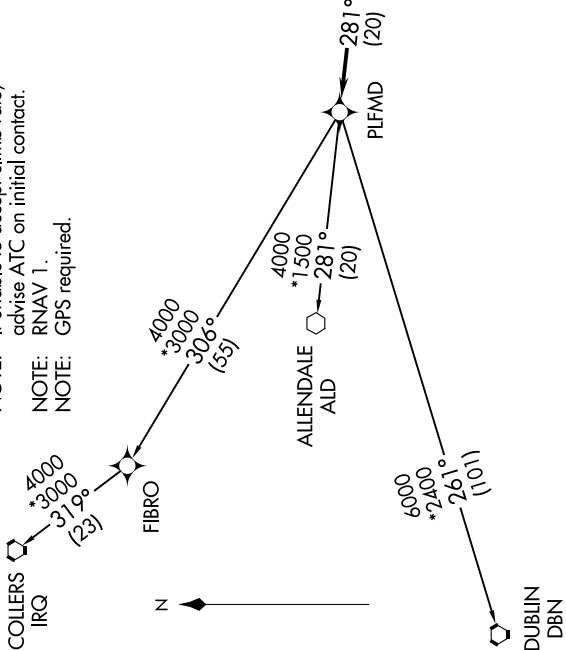 advise ATC on initial contact.
NOTE: RNAV 1.
NOTE: GPS required.
281°
(20)
PLFMD
4000
*1500
281°
(20)
ALLENDALE
ALD
4000
*3000
306°
(55)
FIBRO
4000
*3000
319°
(23)
COLLERS
IRQ
N
6000
*2400
261°
(101)
DUBLIN
DBN